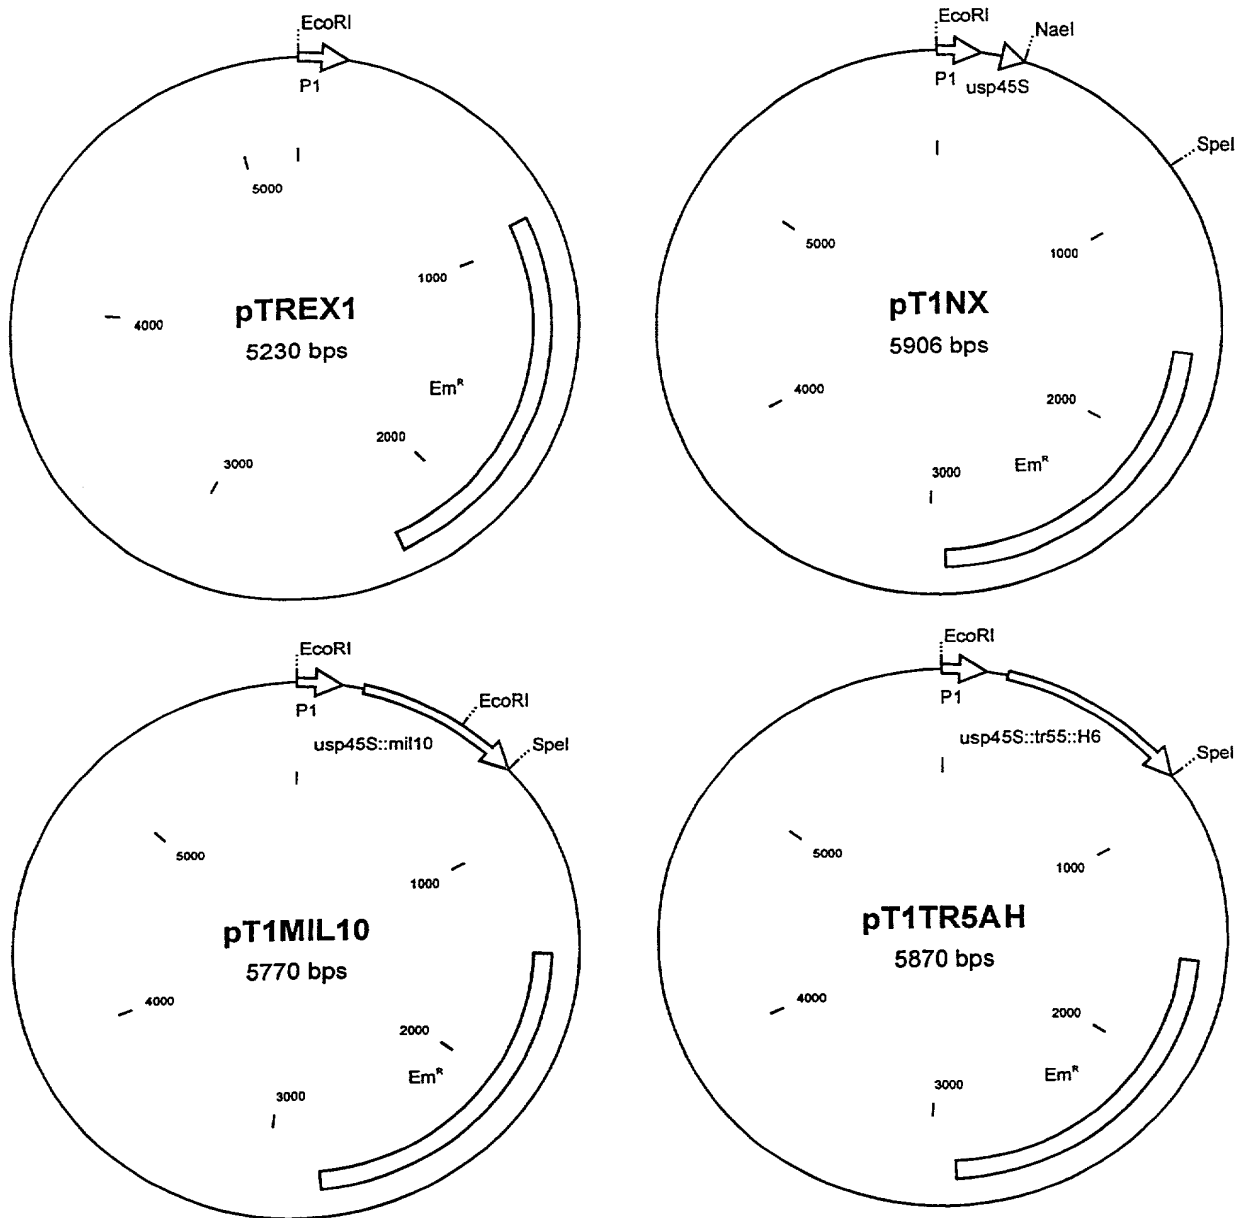 EcoRI
P1
5000
1000
pTREX1
5230 bps
4000
Em^R
2000
3000
EcoRI
NaeI
P1
usp45S
SpeI
5000
1000
pT1NX
5906 bps
4000
2000
Em^R
3000
EcoRI
P1
EcoRI
usp45S::mil10
SpeI
5000
1000
pT1MIL10
5770 bps
4000
2000
Em^R
3000
EcoRI
P1
usp45S::tr55::H6
SpeI
5000
1000
pT1TR5AH
5870 bps
4000
2000
Em^R
3000